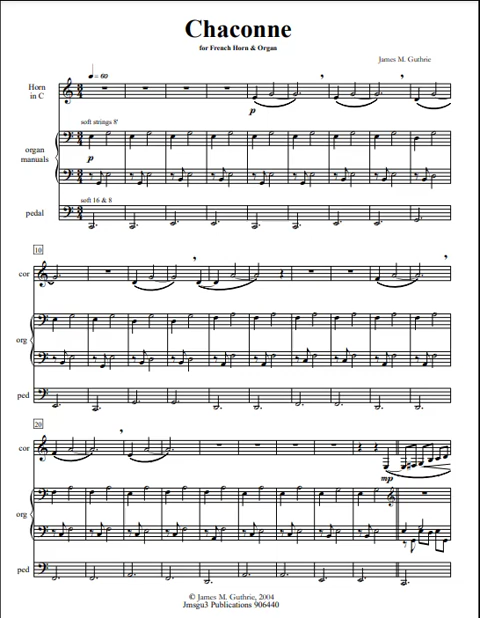 Chaconne
for French Horn & Organ
James M. Guthrie
= 60
Horn
in C
p
soft strings 8'
organ
manuals
p
soft 16 & 8
pedal
10
cor
org
ped
20
cor
mp
org
ped
© James M. Guthrie, 2004
Jmsgu3 Publications 906440